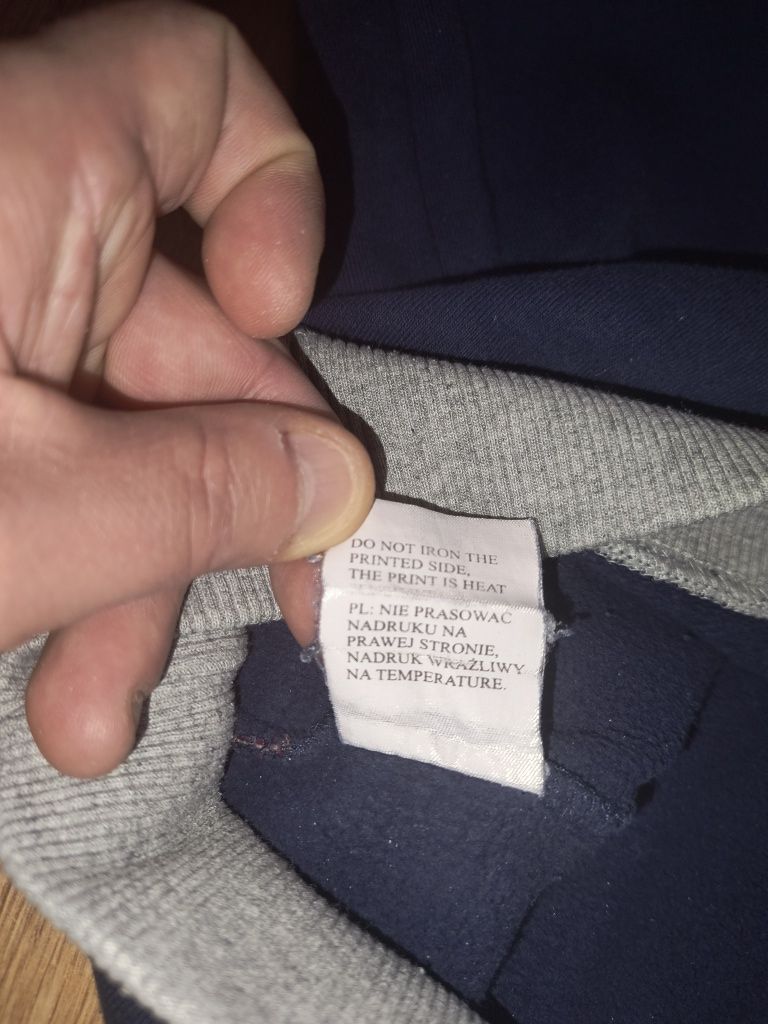 DO NOT IRON THE
PRINTED SIDE,
THE PRINT IS HEAT
PL: NIE PRASOWAĆ
NADRUKU NA
PRAWEJ STRONIE,
NADRUK WRAŻLIWY
NA TEMPERATURE.